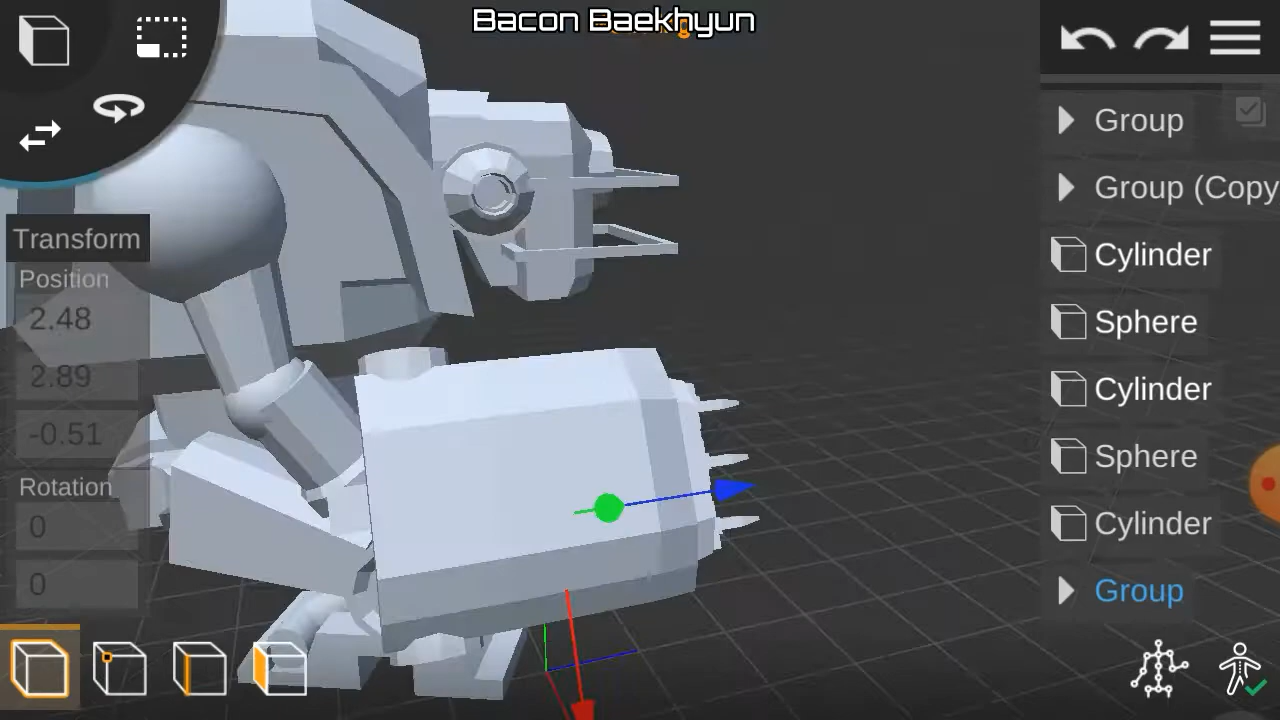 Bacon Baekhyun
Transform
Position
2.48
2.89
-0.51
Rotation
0
0
Group
Group (Copy
Cylinder
Sphere
Cylinder
Sphere
Cylinder
Group